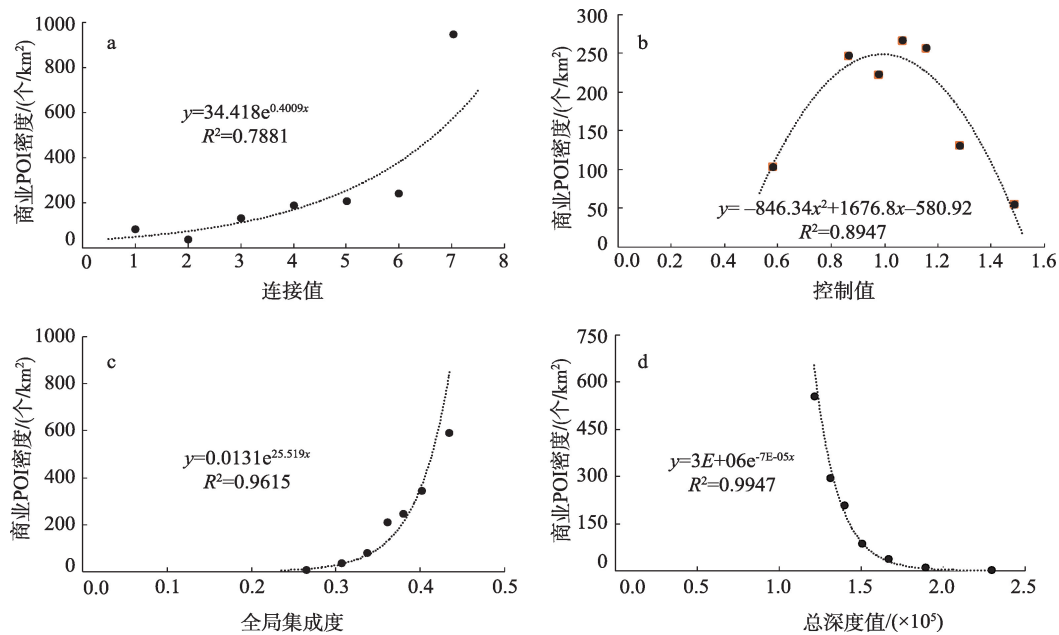 a
商业POI密度/(个/km²)
1000
800
600
400
200
0
y=34.418e^0.4009x
R²=0.7881
0 1 2 3 4 5 6 7 8
连接值
b
商业POI密度/(个/km²)
300
250
200
150
100
50
0
y= –846.34x²+1676.8x–580.92
R²=0.8947
0.0 0.2 0.4 0.6 0.8 1.0 1.2 1.4 1.6
控制值
c
商业POI密度/(个/km²)
1000
800
600
400
200
0
y=0.0131e^25.519x
R²=0.9615
0.0 0.1 0.2 0.3 0.4 0.5
全局集成度
d
商业POI密度/(个/km²)
750
600
450
300
150
0
y=3E+06e^-7E-05x
R²=0.9947
0.0 0.5 1.0 1.5 2.0 2.5
总深度值/(×10⁵)